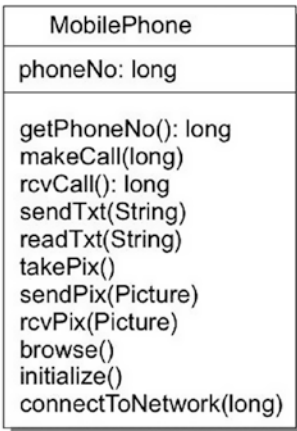 MobilePhone
phoneNo: long
getPhoneNo(): long
makeCall(long)
rcvCall(): long
sendTxt(String)
readTxt(String)
takePix()
sendPix(Picture)
rcvPix(Picture)
browse()
initialize()
connectToNetwork(long)